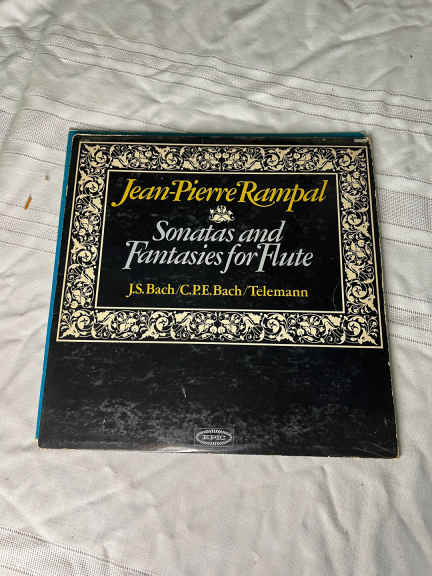 Jean-Pierre Rampal
Sonatas and
Fantasies for Flute
J.S. Bach/C.P.E. Bach/Telemann
EPIC